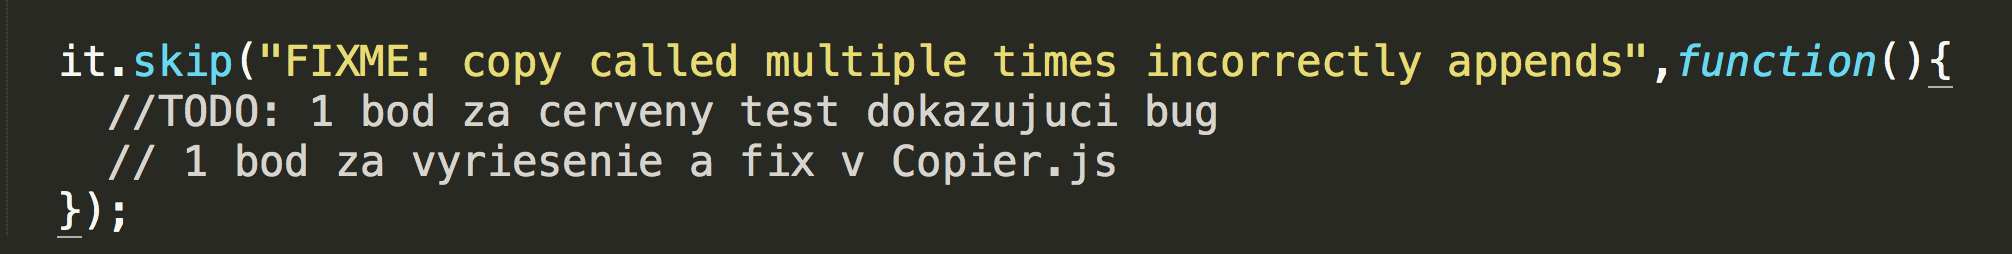 it.skip("FIXME: copy called multiple times incorrectly appends",function(){
//TODO: 1 bod za cerveny test dokazujuci bug
// 1 bod za vyriesenie a fix v Copier.js
});